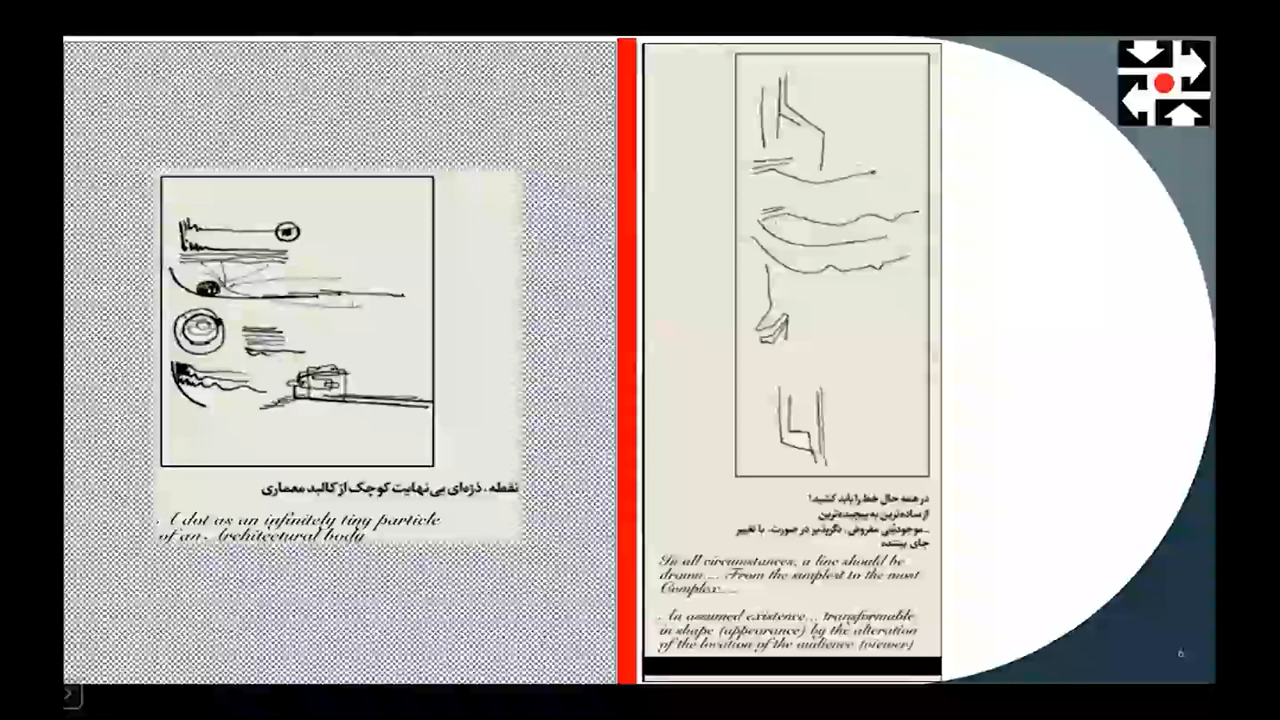 نقطه، ذره‌ای بی‌نهایت کوچک از کالبد معماری
A dot as an infinitely tiny particle
of an Architectural body
در همه حال خط را باید کشید!
از ساده‌ترین به پیچیده‌ترین
...موجودیتی مفروض، دگرپذیر در صورت، با تغییر
جای بیننده
In all circumstances, a line should be
drawn.... From the simplest to the most
Complex....
An assumed existence... transformable
in shape (appearance) by the alteration
of the location of the audience (viewer)
6